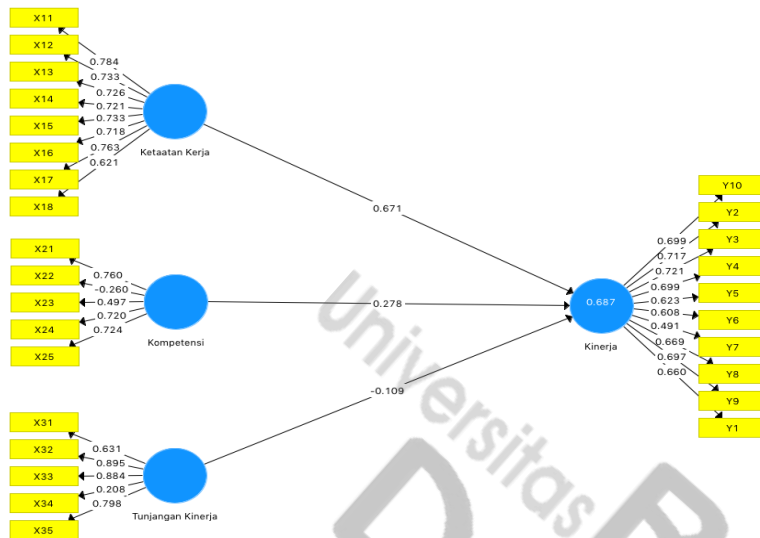 X11
X12
X13
X14
X15
X16
X17
X18
0.784
0.733
0.726
0.721
0.733
0.718
0.763
0.621
Ketaatan Kerja
0.671
X21
X22
X23
X24
X25
0.760
-0.260
0.497
0.720
0.724
Kompetensi
0.278
X31
X32
X33
X34
X35
0.631
0.895
0.884
0.208
0.798
Tunjangan Kinerja
-0.109
0.687
Kinerja
0.699
0.717
0.721
0.699
0.623
0.608
0.491
0.669
0.697
0.660
Y10
Y2
Y3
Y4
Y5
Y6
Y7
Y8
Y9
Y1
Universitas